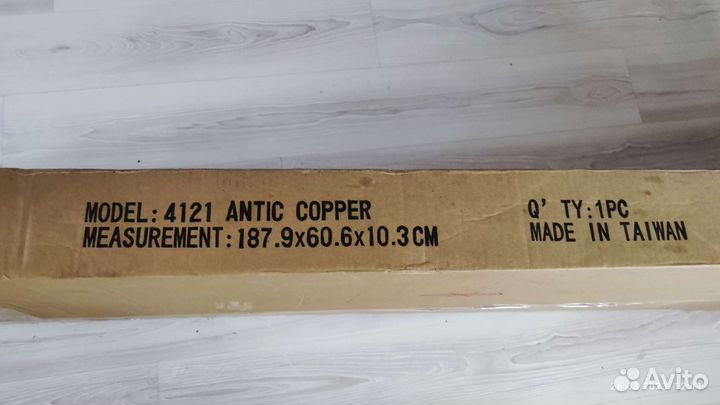 MODEL: 4121 ANTIC COPPER
MEASUREMENT: 187.9x60.6x10.3CM
Q' TY: 1PC
MADE IN TAIWAN
Avito